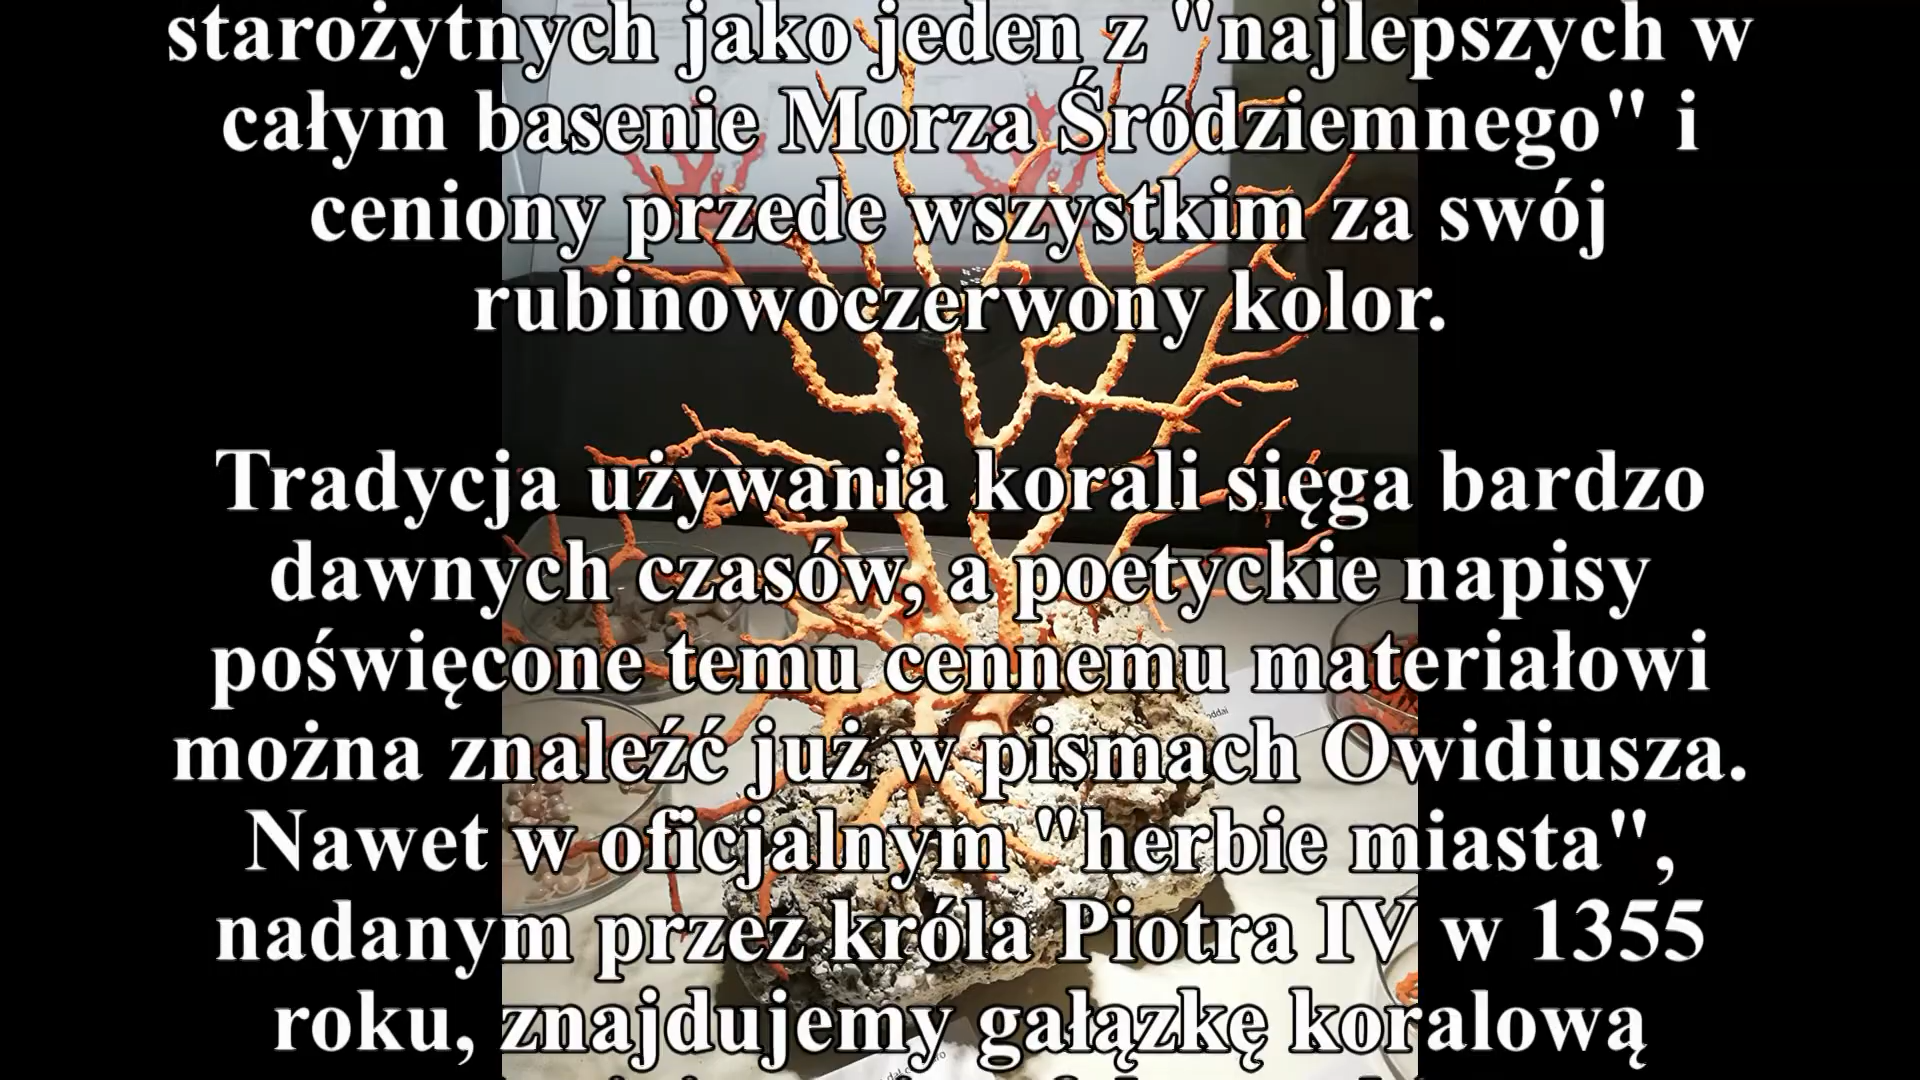 starożytnych jako jeden z "najlepszych w
całym basenie Morza Śródziemnego" i
ceniony przede wszystkim za swój
rubinowoczerwony kolor.
Tradycja używania korali sięga bardzo
dawnych czasów, a poetyckie napisy
poświęcone temu cennemu materiałowi
można znaleźć już w pismach Owidiusza.
Nawet w oficjalnym "herbie miasta",
nadanym przez króla Piotra IV w 1355
roku, znajdujemy gałązkę koralową